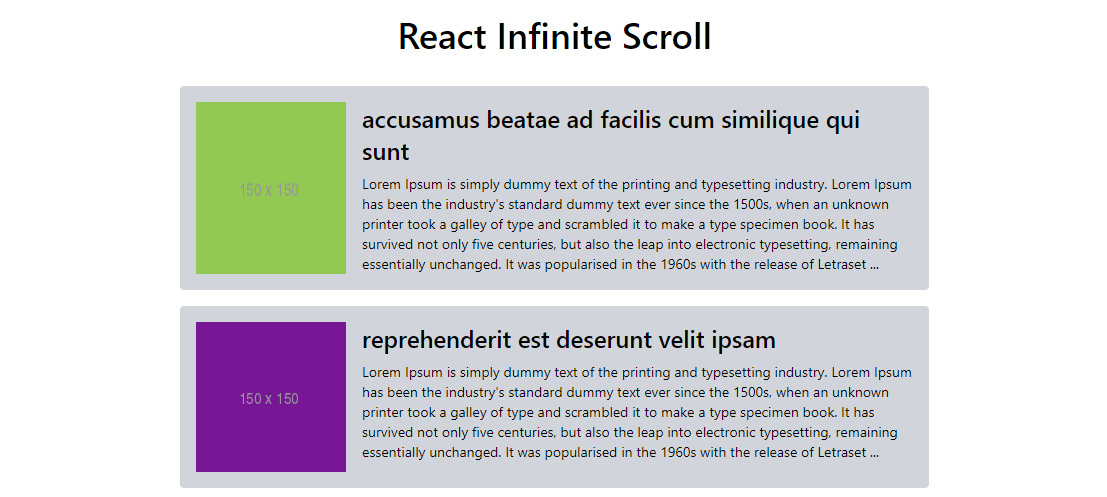 React Infinite Scroll
150 x 150
accusamus beatae ad facilis cum similique qui
sunt
Lorem Ipsum is simply dummy text of the printing and typesetting industry. Lorem Ipsum
has been the industry's standard dummy text ever since the 1500s, when an unknown
printer took a galley of type and scrambled it to make a type specimen book. It has
survived not only five centuries, but also the leap into electronic typesetting, remaining
essentially unchanged. It was popularised in the 1960s with the release of Letraset ...
150 x 150
reprehenderit est deserunt velit ipsam
Lorem Ipsum is simply dummy text of the printing and typesetting industry. Lorem Ipsum
has been the industry's standard dummy text ever since the 1500s, when an unknown
printer took a galley of type and scrambled it to make a type specimen book. It has
survived not only five centuries, but also the leap into electronic typesetting, remaining
essentially unchanged. It was popularised in the 1960s with the release of Letraset ...